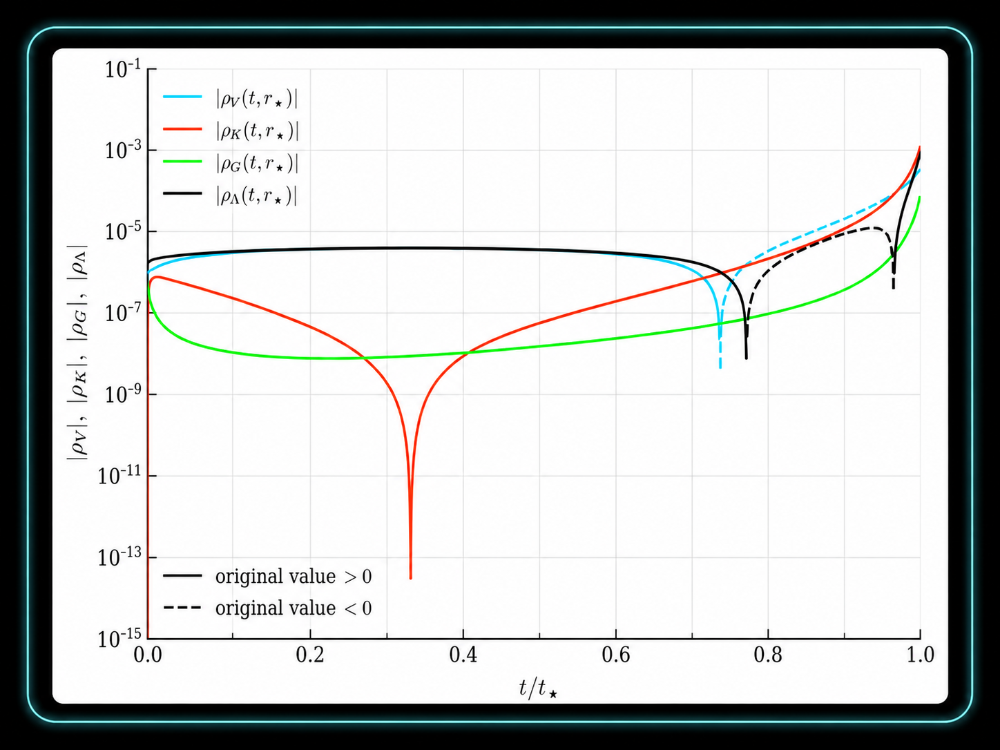 10⁻¹
|ρ_V(t, r_⋆)|
|ρ_K(t, r_⋆)|
10⁻³
|ρ_G(t, r_⋆)|
|ρ_Λ(t, r_⋆)|
10⁻⁵
|ρ_V|, |ρ_K|, |ρ_G|, |ρ_Λ|
10⁻⁷
10⁻⁹
10⁻¹¹
10⁻¹³
original value > 0
original value < 0
10⁻¹⁵
0.0 0.2 0.4 0.6 0.8 1.0
t/t_⋆